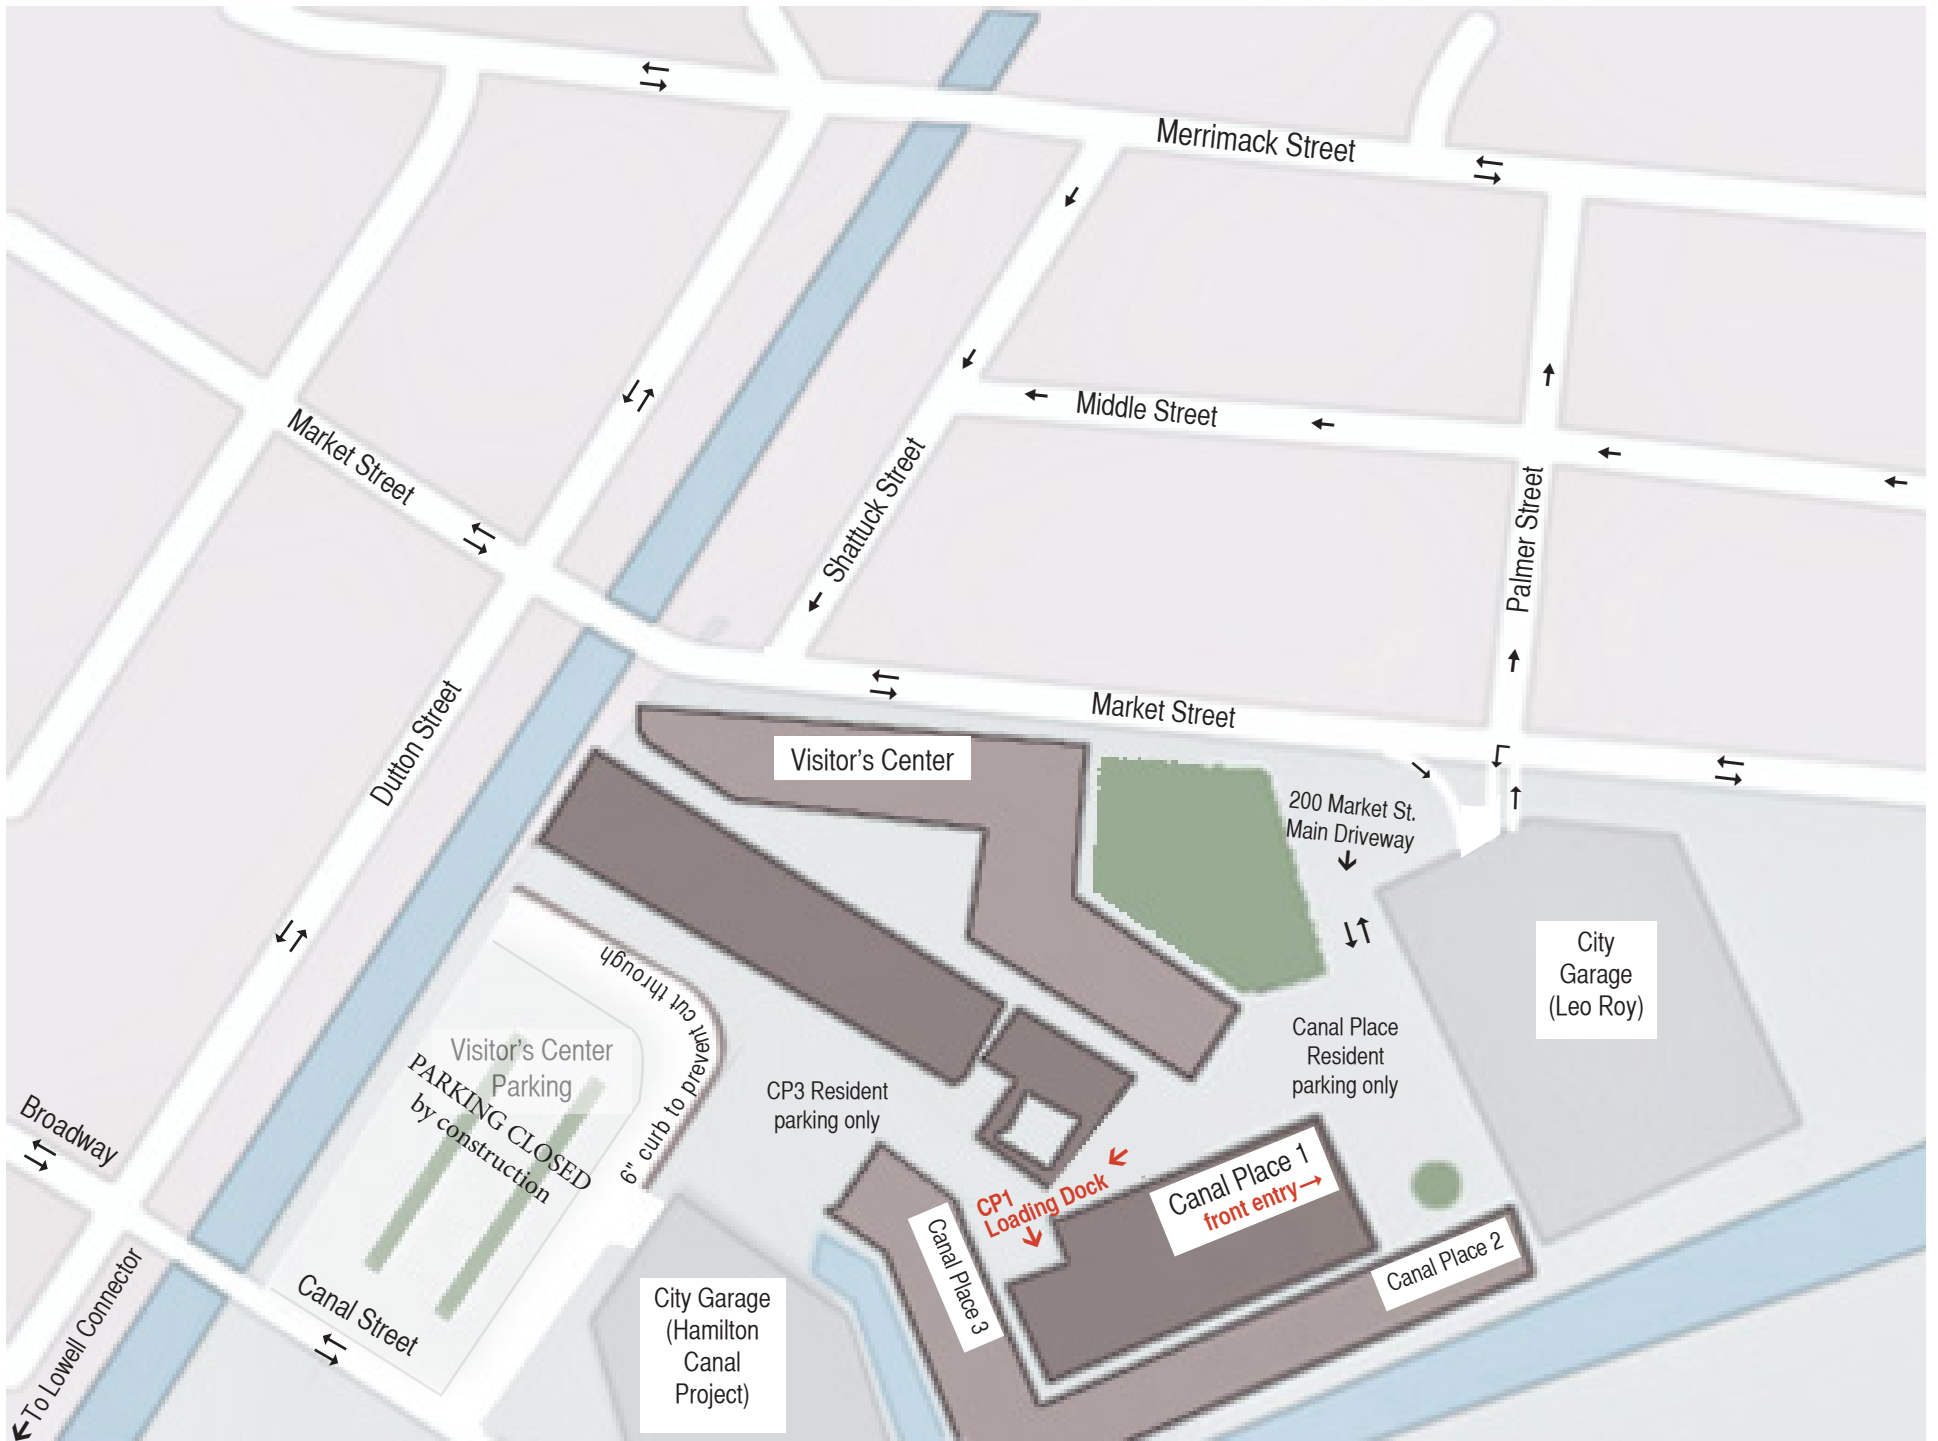 Merrimack Street
Market Street
Middle Street
Shattuck Street
Palmer Street
Dutton Street
Market Street
Visitor's Center
200 Market St.
Main Driveway
City
Garage
(Leo Roy)
6" curb to prevent cut through
Visitor's Center
Parking
PARKING CLOSED
by construction
Canal Place
Resident
parking only
CP3 Resident
parking only
Broadway
CP1
Loading Dock
Canal Place 1
front entry→
Canal Place 2
Canal Place 3
Canal Street
City Garage
(Hamilton
Canal
Project)
To Lowell Connector